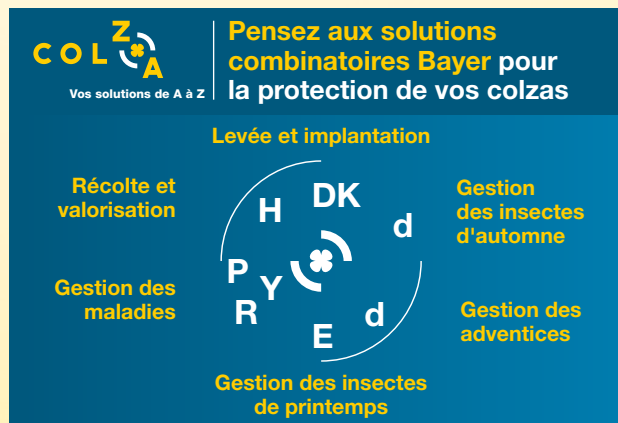 COLZA
Vos solutions de A à Z
Pensez aux solutions
combinatoires Bayer pour
la protection de vos colzas
Levée et implantation
Récolte et
valorisation
Gestion
des insectes
d'automne
H
DK
d
P
Y
R
E
d
Gestion des
maladies
Gestion des
adventices
Gestion des insectes
de printemps